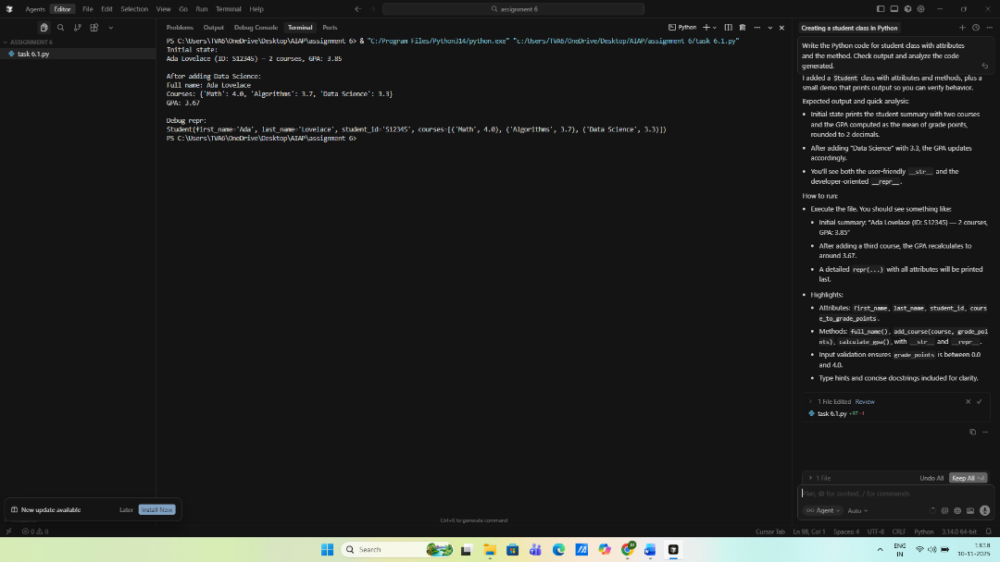 Agents Editor File Edit Selection View Go Run Terminal Help
assignment 6
ASSIGNMENT 6
task 6.1.py
Problems Output Debug Console Terminal Ports
Python
PS C:\Users\TVA6\OneDrive\Desktop\AIAP\assignment 6> & "C:/Program Files/Python314/python.exe" "c:/Users/TVA6/OneDrive/Desktop/AIAP/assignment 6/task 6.1.py"
Initial state:
Ada Lovelace (ID: S12345) — 2 courses, GPA: 3.85
After adding Data Science:
Full name: Ada Lovelace
Courses: {'Math': 4.0, 'Algorithms': 3.7, 'Data Science': 3.3}
GPA: 3.67
Debug repr:
Student(first_name='Ada', last_name='Lovelace', student_id='S12345', courses=[('Math', 4.0), ('Algorithms', 3.7), ('Data Science', 3.3)])
PS C:\Users\TVA6\OneDrive\Desktop\AIAP\assignment 6>
Creating a student class in Python
Write the Python code for student class with attributes
and the method. Check output and analyze the code
generated.
I added a Student class with attributes and methods, plus a
small demo that prints output so you can verify behavior.
Expected output and quick analysis:
• Initial state prints the student summary with two courses
and the GPA computed as the mean of grade points,
rounded to 2 decimals.
• After adding "Data Science" with 3.3, the GPA updates
accordingly.
• You'll see both the user-friendly __str__ and the
developer-oriented __repr__.
How to run:
• Execute the file. You should see something like:
• Initial summary: "Ada Lovelace (ID: S12345) — 2 courses,
GPA: 3.85"
• After adding a third course, the GPA recalculates to
around 3.67.
• A detailed repr(...) with all attributes will be printed
last.
• Highlights:
• Attributes: first_name, last_name, student_id, cours
e_to_grade_points.
• Methods: full_name(), add_course(course, grade_poi
nts), calculate_gpa(), with __str__ and __repr__.
• Input validation ensures grade_points is between 0.0
and 4.0.
• Type hints and concise docstrings included for clarity.
1 File Edited Review
task 6.1.py +97 -1
1 File Undo All Keep All
Plan, @ for context, / for commands
Agent Auto
New update available Later Install Now
Ctrl+K to generate command
0 0
Cursor Tab Ln 98, Col 1 Spaces: 4 UTF-8 CRLF Python 3.14.0 64-bit
Search
ENG
IN
13:18
10-11-2025